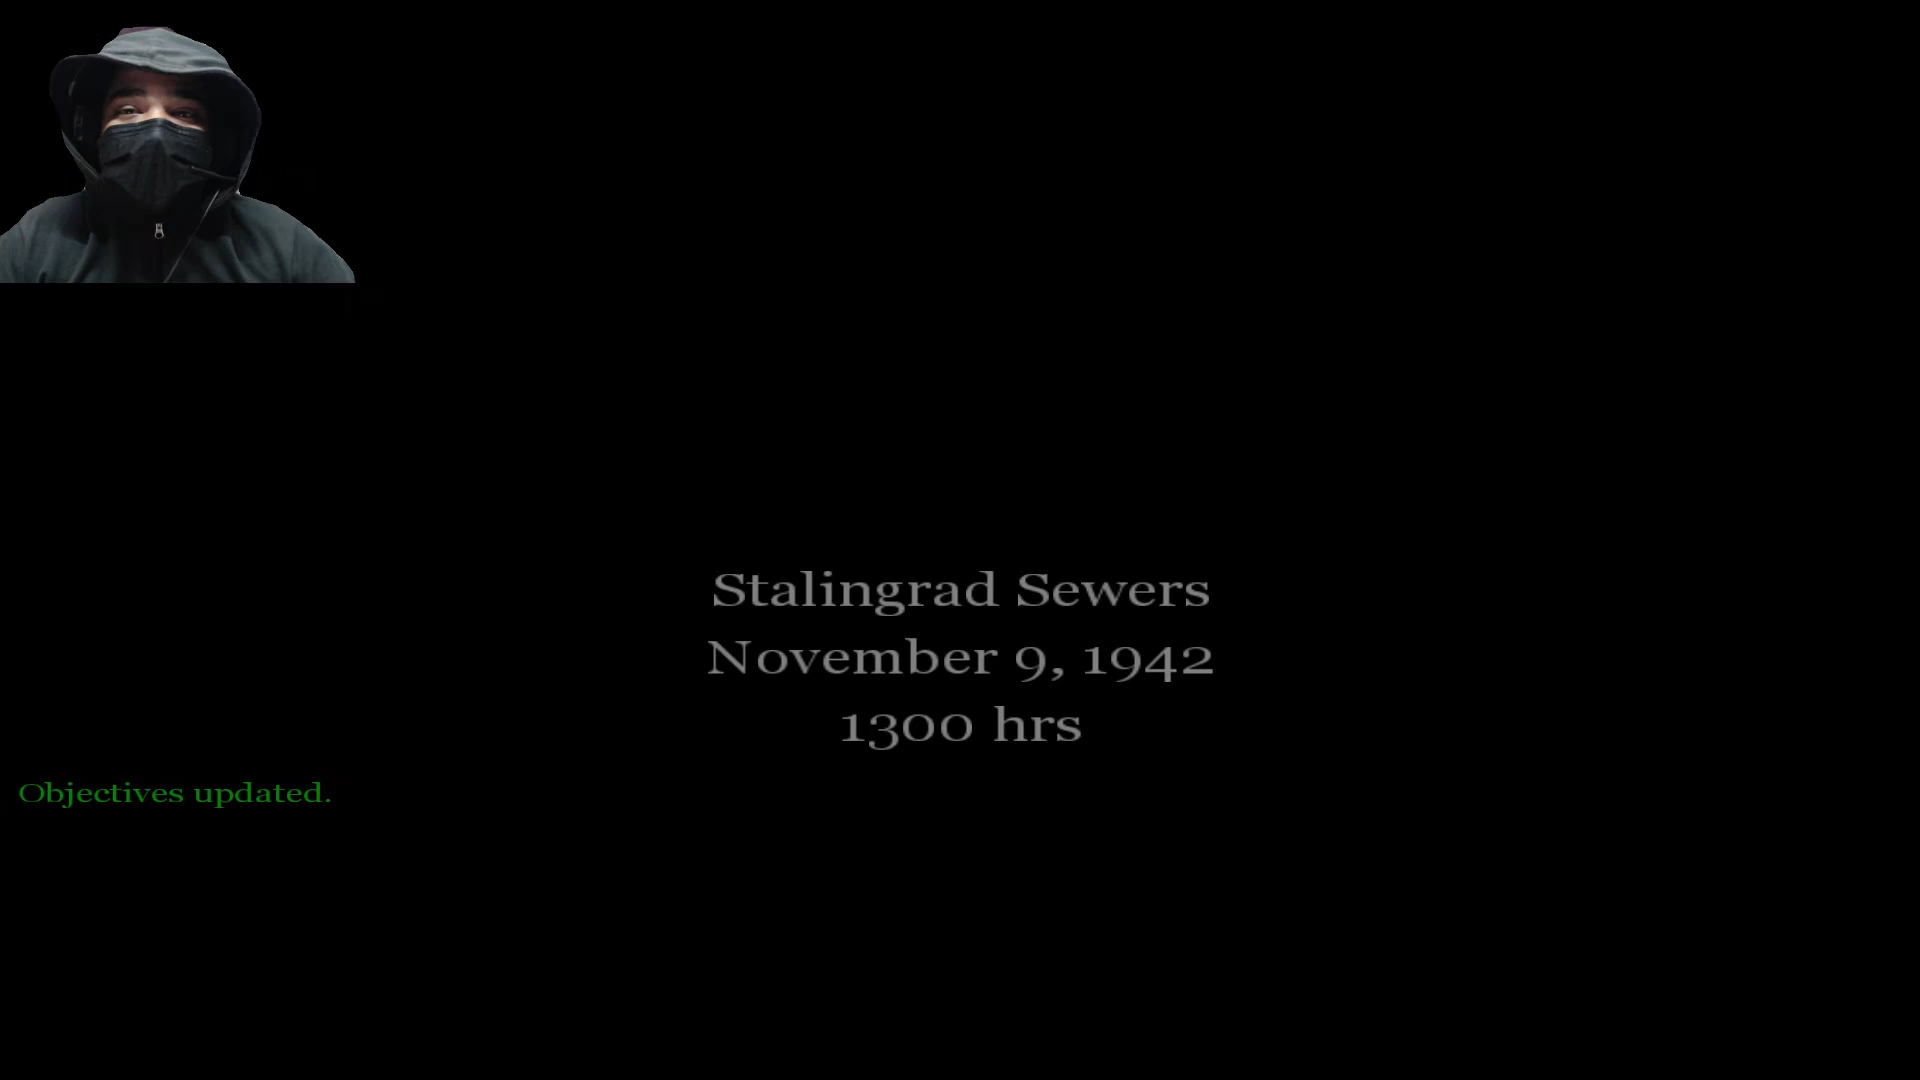 Stalingrad Sewers
November 9, 1942
1300 hrs
Objectives updated.